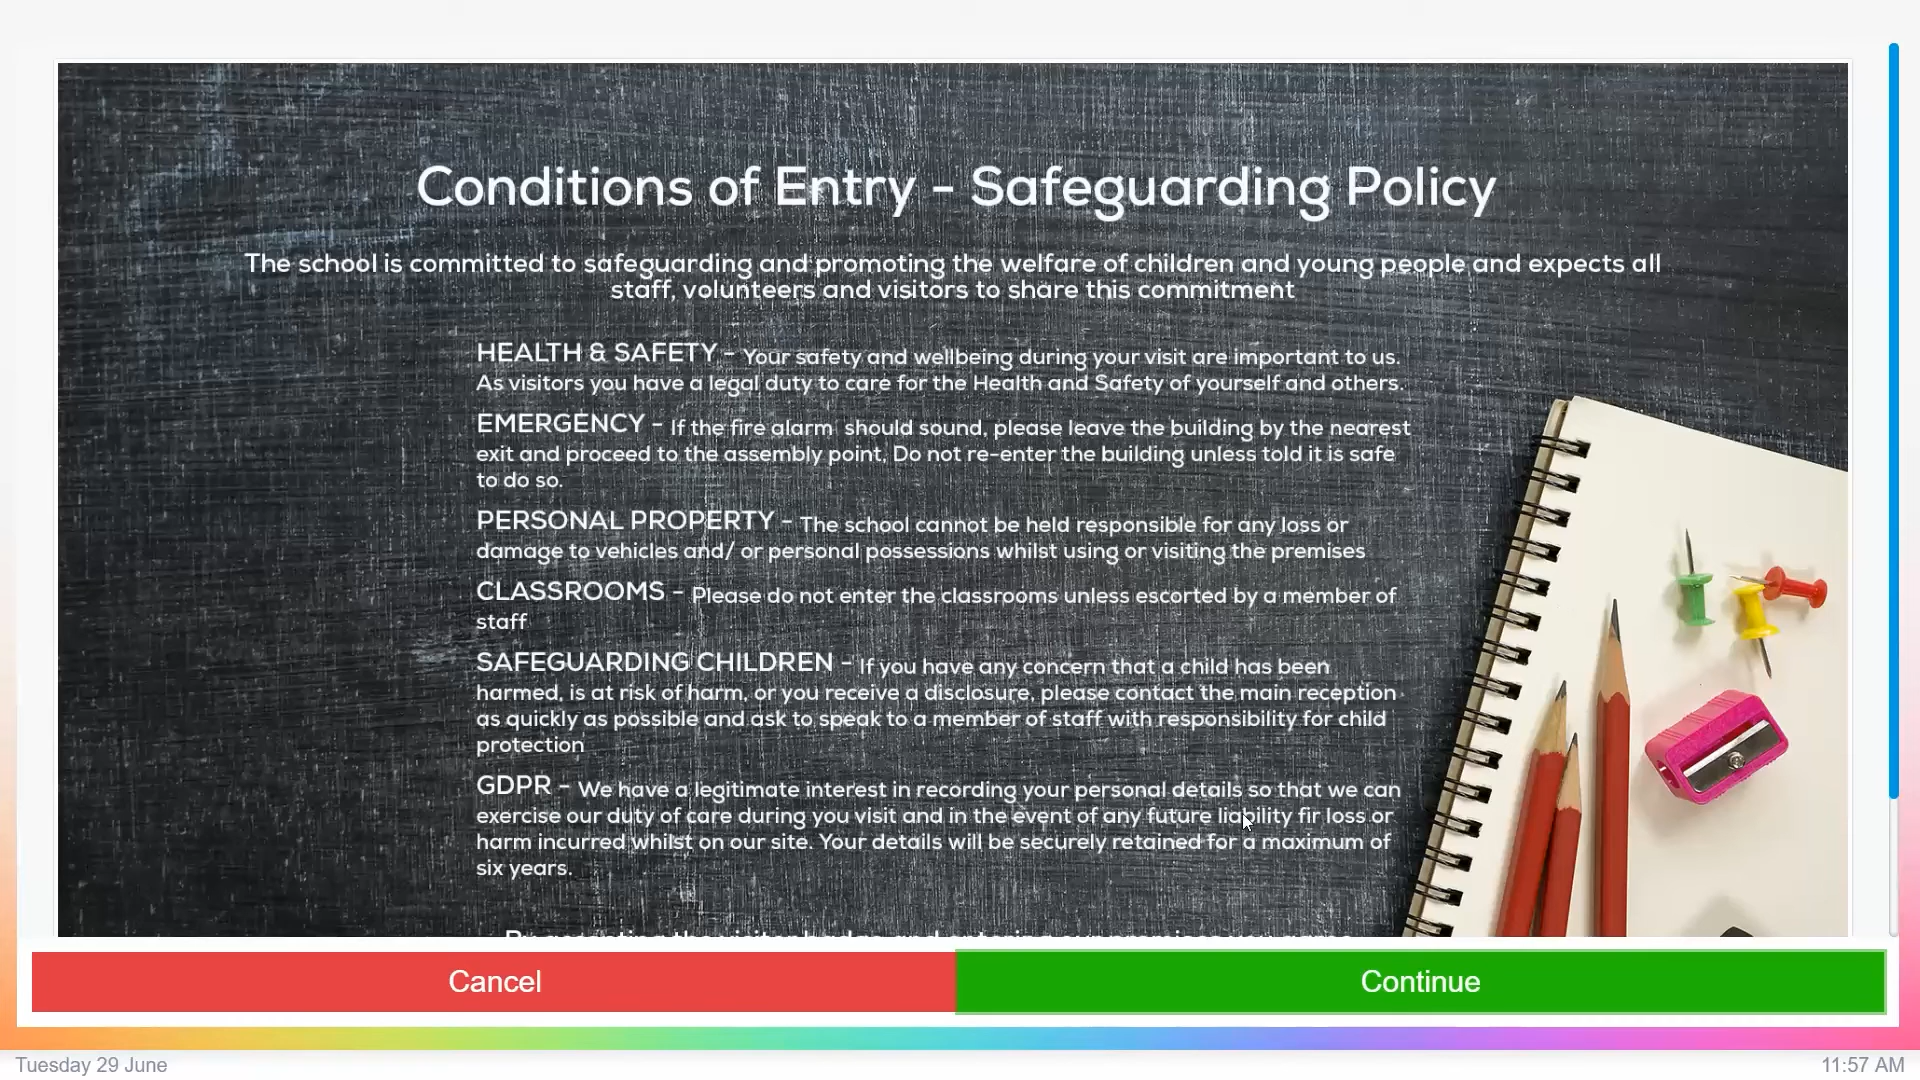 Conditions of Entry - Safeguarding Policy
The school is committed to safeguarding and promoting the welfare of children and young people and expects all
staff, volunteers and visitors to share this commitment
HEALTH & SAFETY - Your safety and wellbeing during your visit are important to us.
As visitors you have a legal duty to care for the Health and Safety of yourself and others.
EMERGENCY - If the fire alarm should sound, please leave the building by the nearest
exit and proceed to the assembly point, Do not re-enter the building unless told it is safe
to do so.
PERSONAL PROPERTY - The school cannot be held responsible for any loss or
damage to vehicles and/ or personal possessions whilst using or visiting the premises
CLASSROOMS - Please do not enter the classrooms unless escorted by a member of
staff
SAFEGUARDING CHILDREN - If you have any concern that a child has been
harmed, is at risk of harm, or you receive a disclosure, please contact the main reception
as quickly as possible and ask to speak to a member of staff with responsibility for child
protection
GDPR - We have a legitimate interest in recording your personal details so that we can
exercise our duty of care during you visit and in the event of any future liability fir loss or
harm incurred whilst on our site. Your details will be securely retained for a maximum of
six years.
Cancel
Continue
Tuesday 29 June
11:57 AM